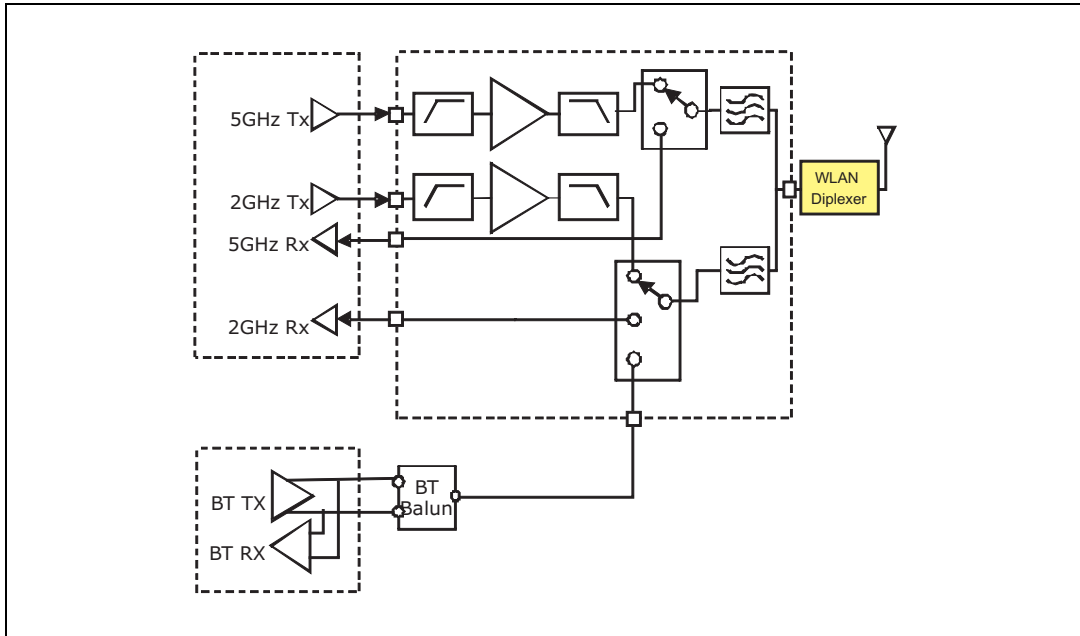 5GHz Tx
2GHz Tx
5GHz Rx
2GHz Rx
WLAN
Diplexer
BT TX
BT RX
BT
Balun